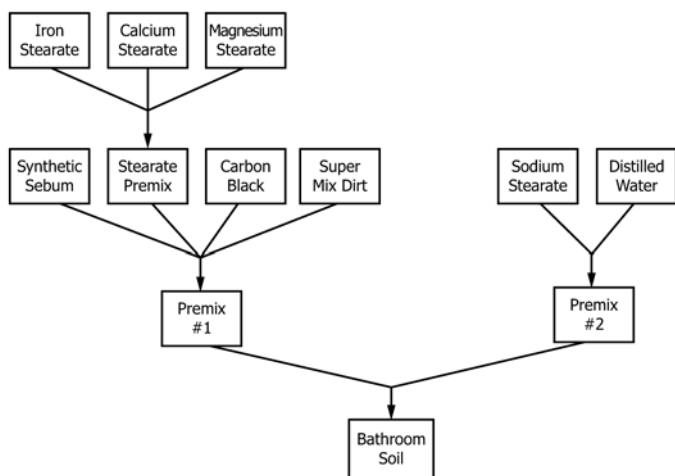 Iron
Stearate
Calcium
Stearate
Magnesium
Stearate
Synthetic
Sebum
Stearate
Premix
Carbon
Black
Super
Mix Dirt
Sodium
Stearate
Distilled
Water
Premix
#1
Premix
#2
Bathroom
Soil